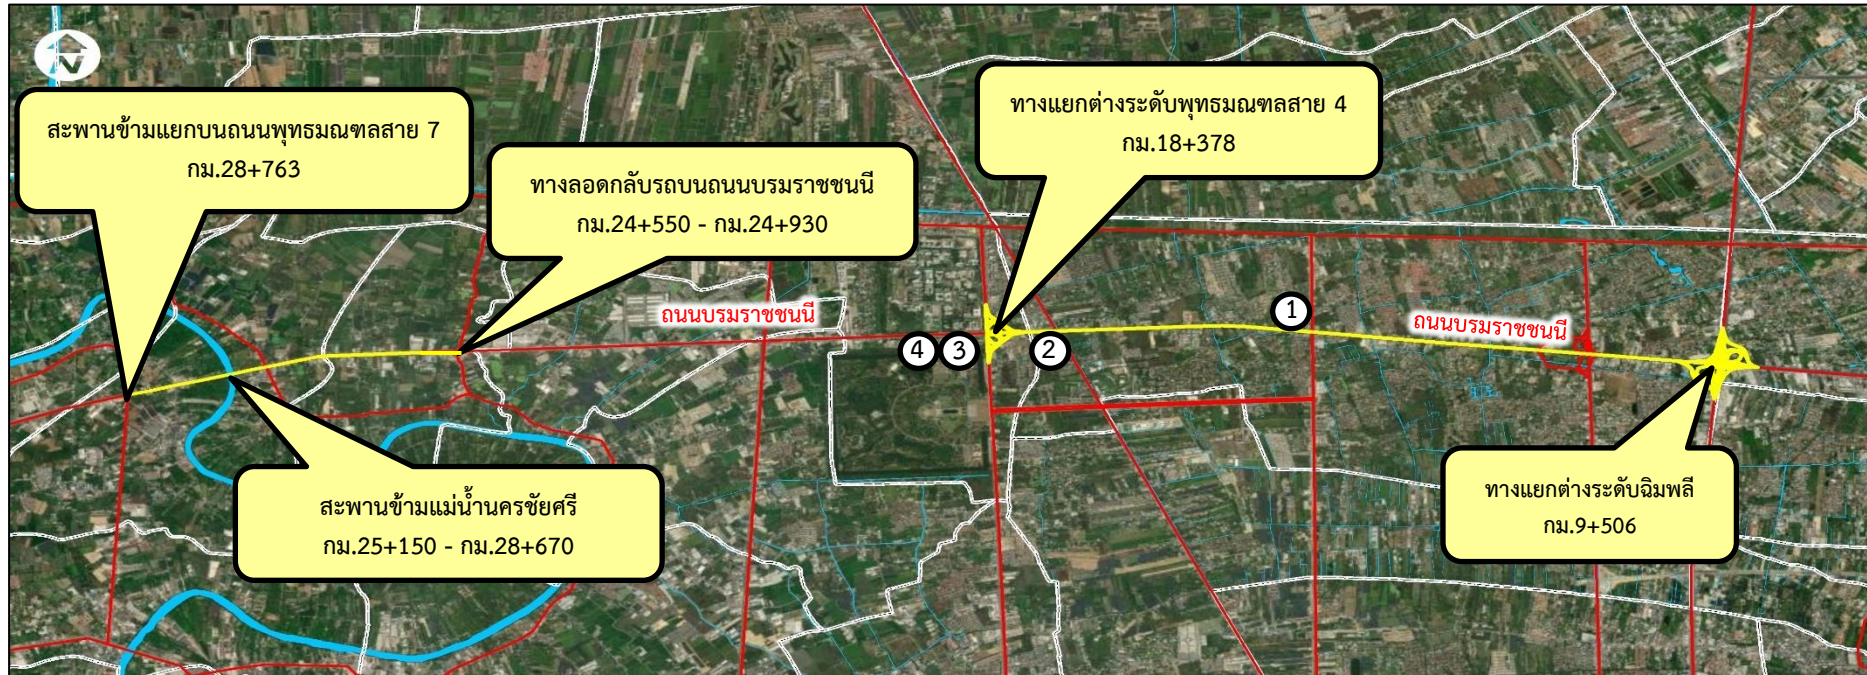 N
สะพานข้ามแยกบนถนนพุทธมณฑลสาย 7
กม.28+763
ทางลอดกลับรถบนถนนบรมราชชนนี
กม.24+550 - กม.24+930
ทางแยกต่างระดับพุทธมณฑลสาย 4
กม.18+378
ถนนบรมราชชนนี
1
ถนนบรมราชชนนี
4
3
2
สะพานข้ามแม่น้ำนครชัยศรี
กม.25+150 - กม.28+670
ทางแยกต่างระดับฉิมพลี
กม.9+506